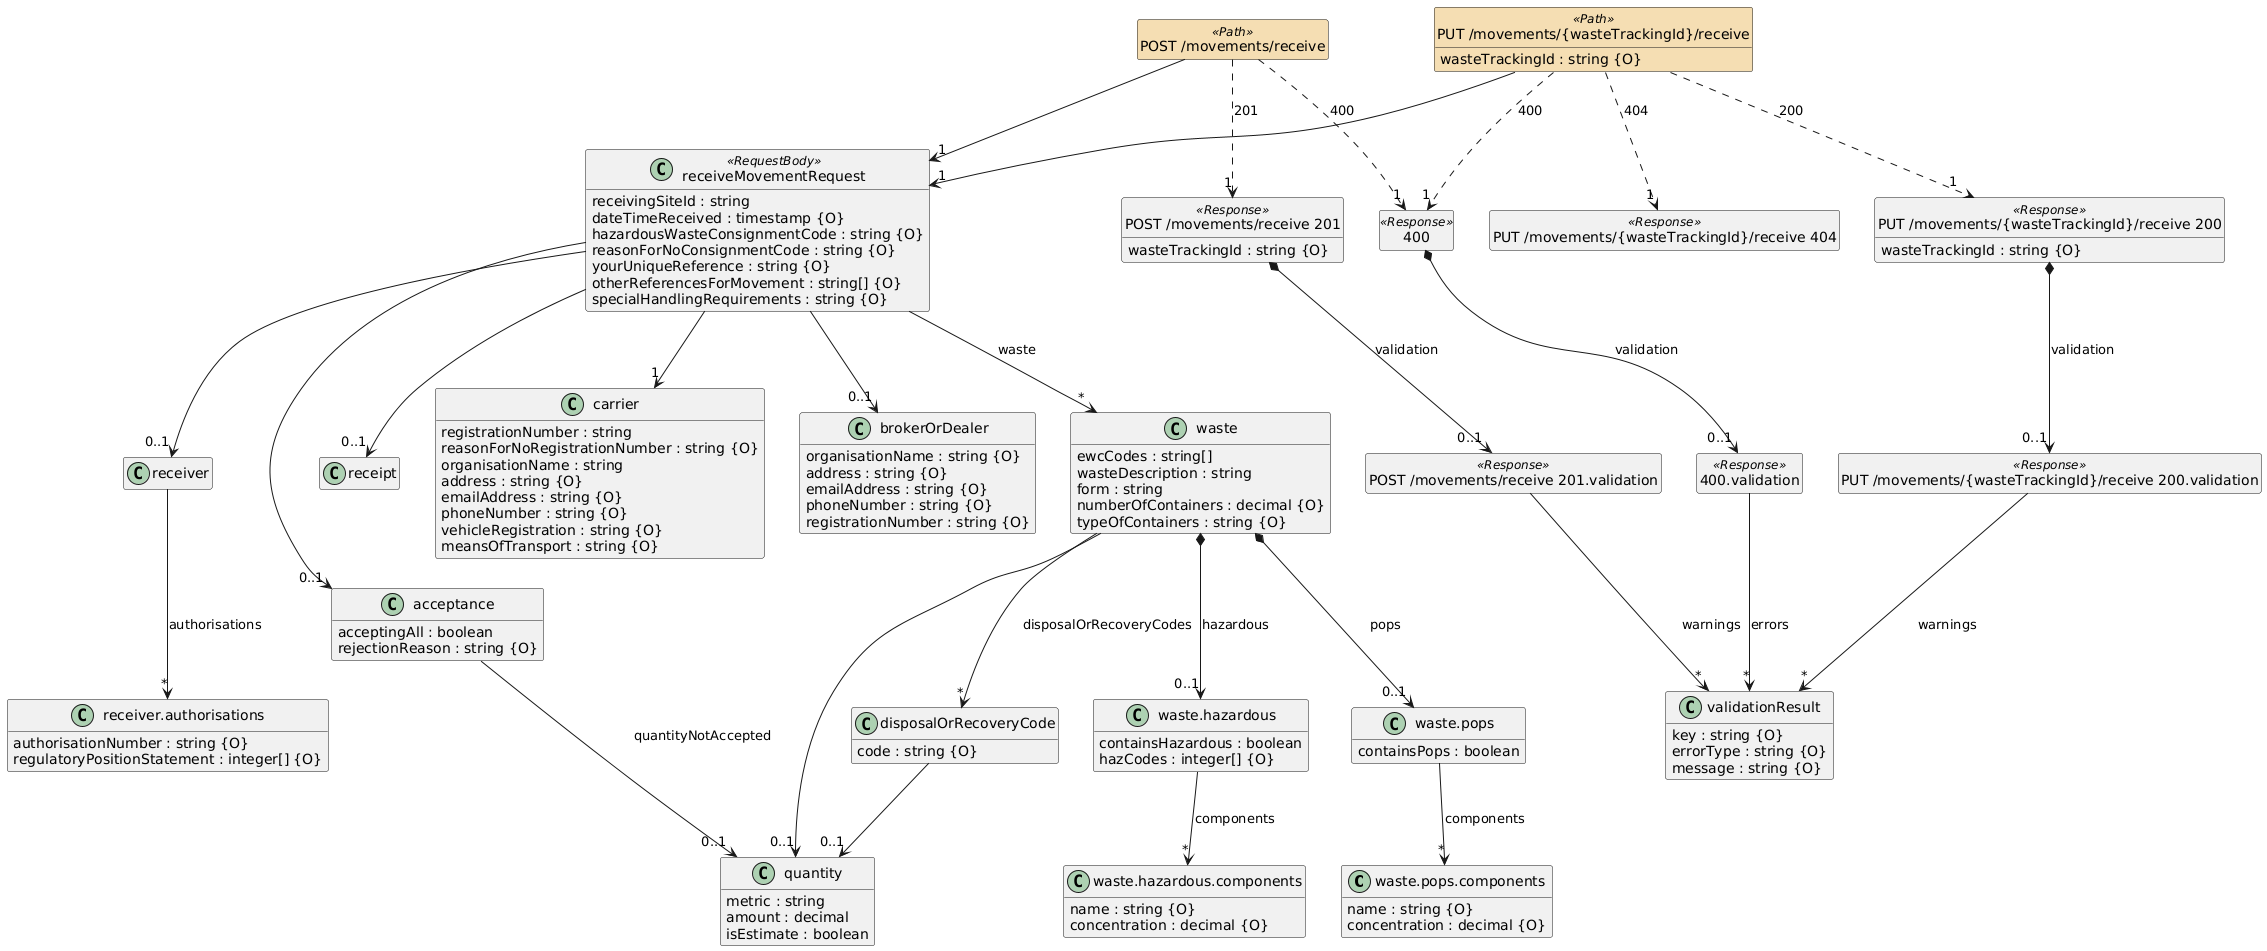 «Path»
POST /movements/receive
«Path»
PUT /movements/{wasteTrackingId}/receive
wasteTrackingId : string {O}
201
400
400
404
200
1
1
1
1
1
1
1
C
«RequestBody»
receiveMovementRequest
receivingSiteId : string
dateTimeReceived : timestamp {O}
hazardousWasteConsignmentCode : string {O}
reasonForNoConsignmentCode : string {O}
yourUniqueReference : string {O}
otherReferencesForMovement : string[] {O}
specialHandlingRequirements : string {O}
«Response»
POST /movements/receive 201
wasteTrackingId : string {O}
«Response»
400
«Response»
PUT /movements/{wasteTrackingId}/receive 404
«Response»
PUT /movements/{wasteTrackingId}/receive 200
wasteTrackingId : string {O}
waste
validation
validation
validation
0..1
0..1
1
0..1
*
0..1
0..1
0..1
C receiver
C receipt
C carrier
registrationNumber : string
reasonForNoRegistrationNumber : string {O}
organisationName : string
address : string {O}
emailAddress : string {O}
phoneNumber : string {O}
vehicleRegistration : string {O}
meansOfTransport : string {O}
C brokerOrDealer
organisationName : string {O}
address : string {O}
emailAddress : string {O}
phoneNumber : string {O}
registrationNumber : string {O}
C waste
ewcCodes : string[]
wasteDescription : string
form : string
numberOfContainers : decimal {O}
typeOfContainers : string {O}
«Response»
POST /movements/receive 201.validation
«Response»
400.validation
«Response»
PUT /movements/{wasteTrackingId}/receive 200.validation
0..1
C acceptance
acceptingAll : boolean
rejectionReason : string {O}
authorisations
disposalOrRecoveryCodes
hazardous
pops
warnings
errors
warnings
*
*
0..1
0..1
*
*
*
C receiver.authorisations
authorisationNumber : string {O}
regulatoryPositionStatement : integer[] {O}
quantityNotAccepted
C disposalOrRecoveryCode
code : string {O}
C waste.hazardous
containsHazardous : boolean
hazCodes : integer[] {O}
C waste.pops
containsPops : boolean
C validationResult
key : string {O}
errorType : string {O}
message : string {O}
components
components
0..1
0..1
0..1
*
*
C quantity
metric : string
amount : decimal
isEstimate : boolean
C waste.hazardous.components
name : string {O}
concentration : decimal {O}
C waste.pops.components
name : string {O}
concentration : decimal {O}